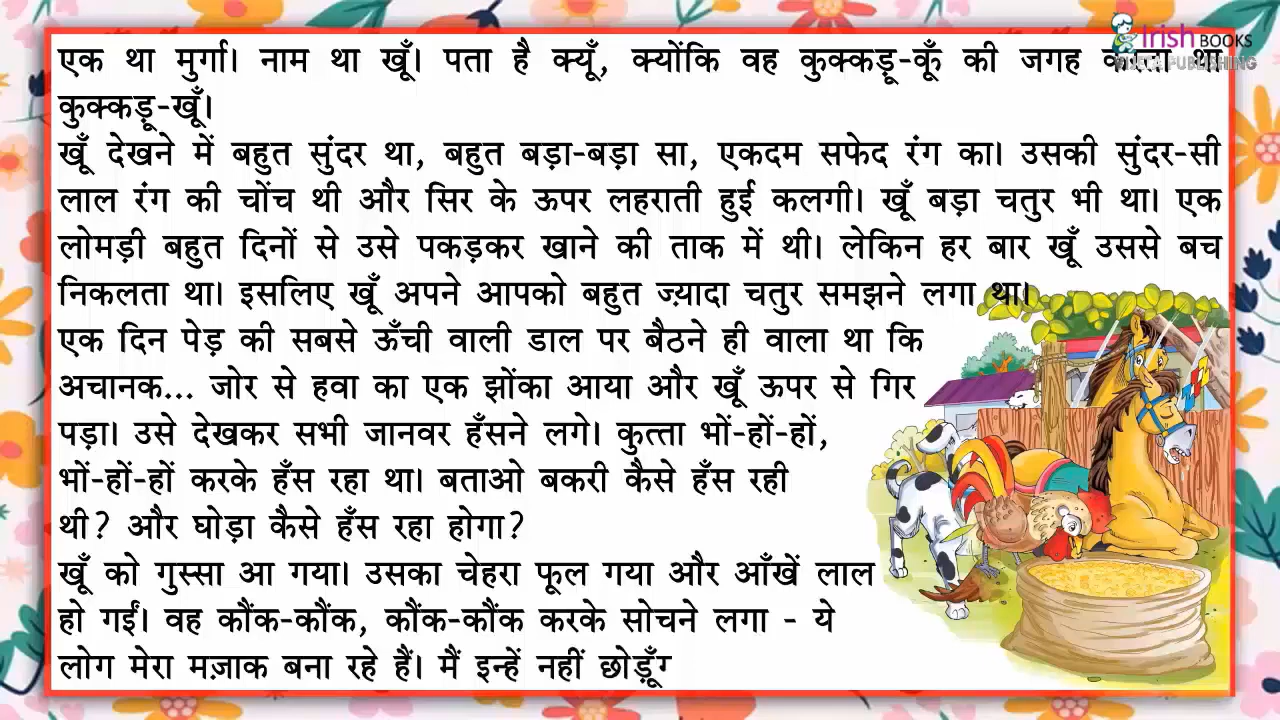 Irish BOOKS
एक था मुर्गा। नाम था खूँ। पता है क्यूँ, क्योंकि वह कुक्कड़ू-कूँ की जगह
PUBLISHING
कुक्कड़ू-खूँ।
खूँ देखने में बहुत सुंदर था, बहुत बड़ा-बड़ा सा, एकदम सफेद रंग का। उसकी सुंदर-सी
लाल रंग की चोंच थी और सिर के ऊपर लहराती हुई कलगी। खूँ बड़ा चतुर भी था। एक
लोमड़ी बहुत दिनों से उसे पकड़कर खाने की ताक में थी। लेकिन हर बार खूँ उससे बच
निकलता था। इसलिए खूँ अपने आपको बहुत ज़्यादा चतुर समझने लगा था।
एक दिन पेड़ की सबसे ऊँची वाली डाल पर बैठने ही वाला था कि
अचानक... जोर से हवा का एक झोंका आया और खूँ ऊपर से गिर
पड़ा। उसे देखकर सभी जानवर हँसने लगे। कुत्ता भों-हों-हों,
भों-हों-हों करके हँस रहा था। बताओ बकरी कैसे हँस रही
थी? और घोड़ा कैसे हँस रहा होगा?
खूँ को गुस्सा आ गया। उसका चेहरा फूल गया और आँखें लाल
हो गईं। वह कौंक-कौंक, कौंक-कौंक करके सोचने लगा - ये
लोग मेरा मज़ाक बना रहे हैं। मैं इन्हें नहीं